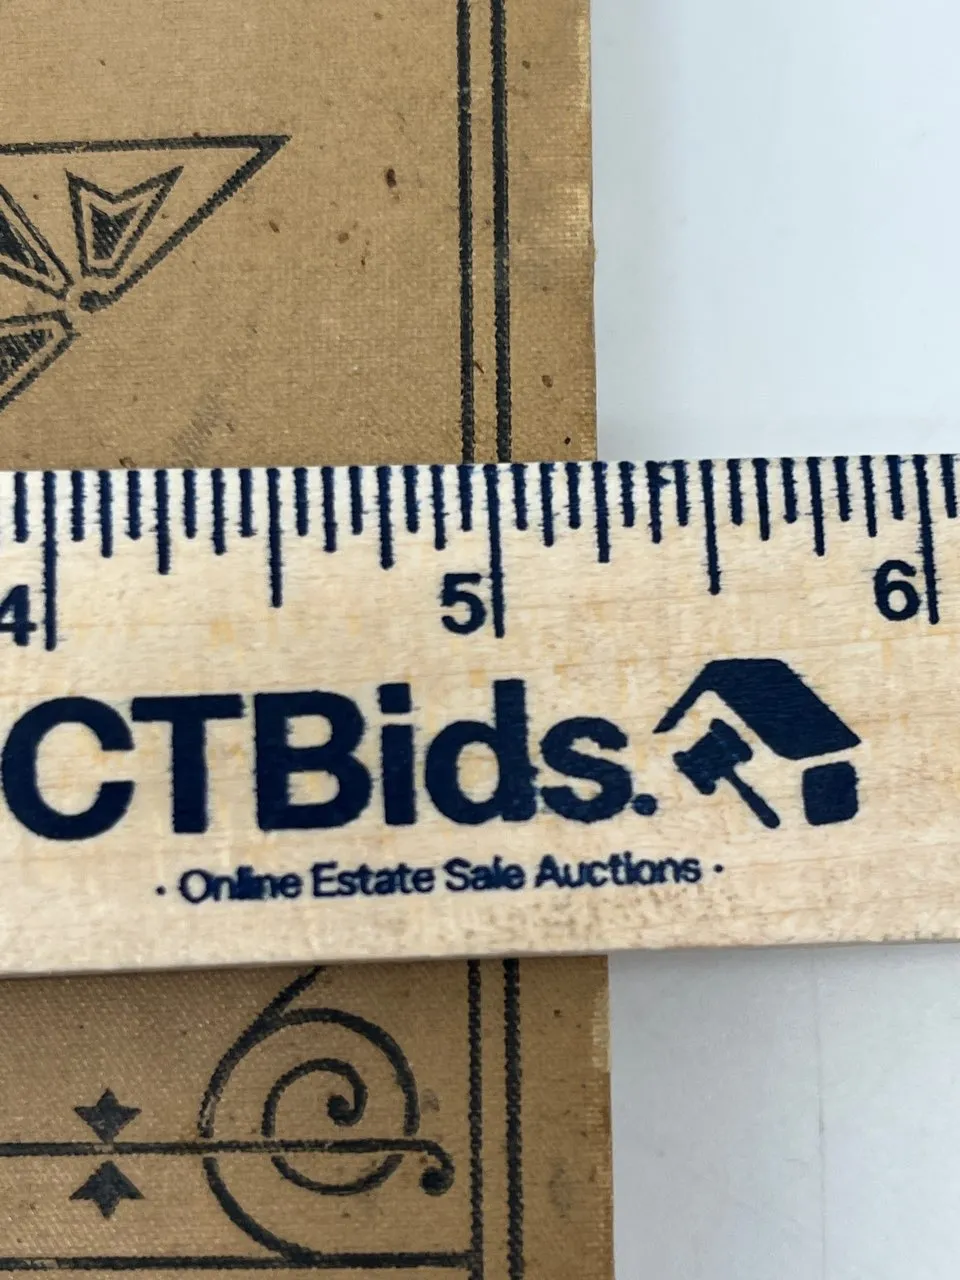 4 5 6
CTBids.
· Online Estate Sale Auctions ·